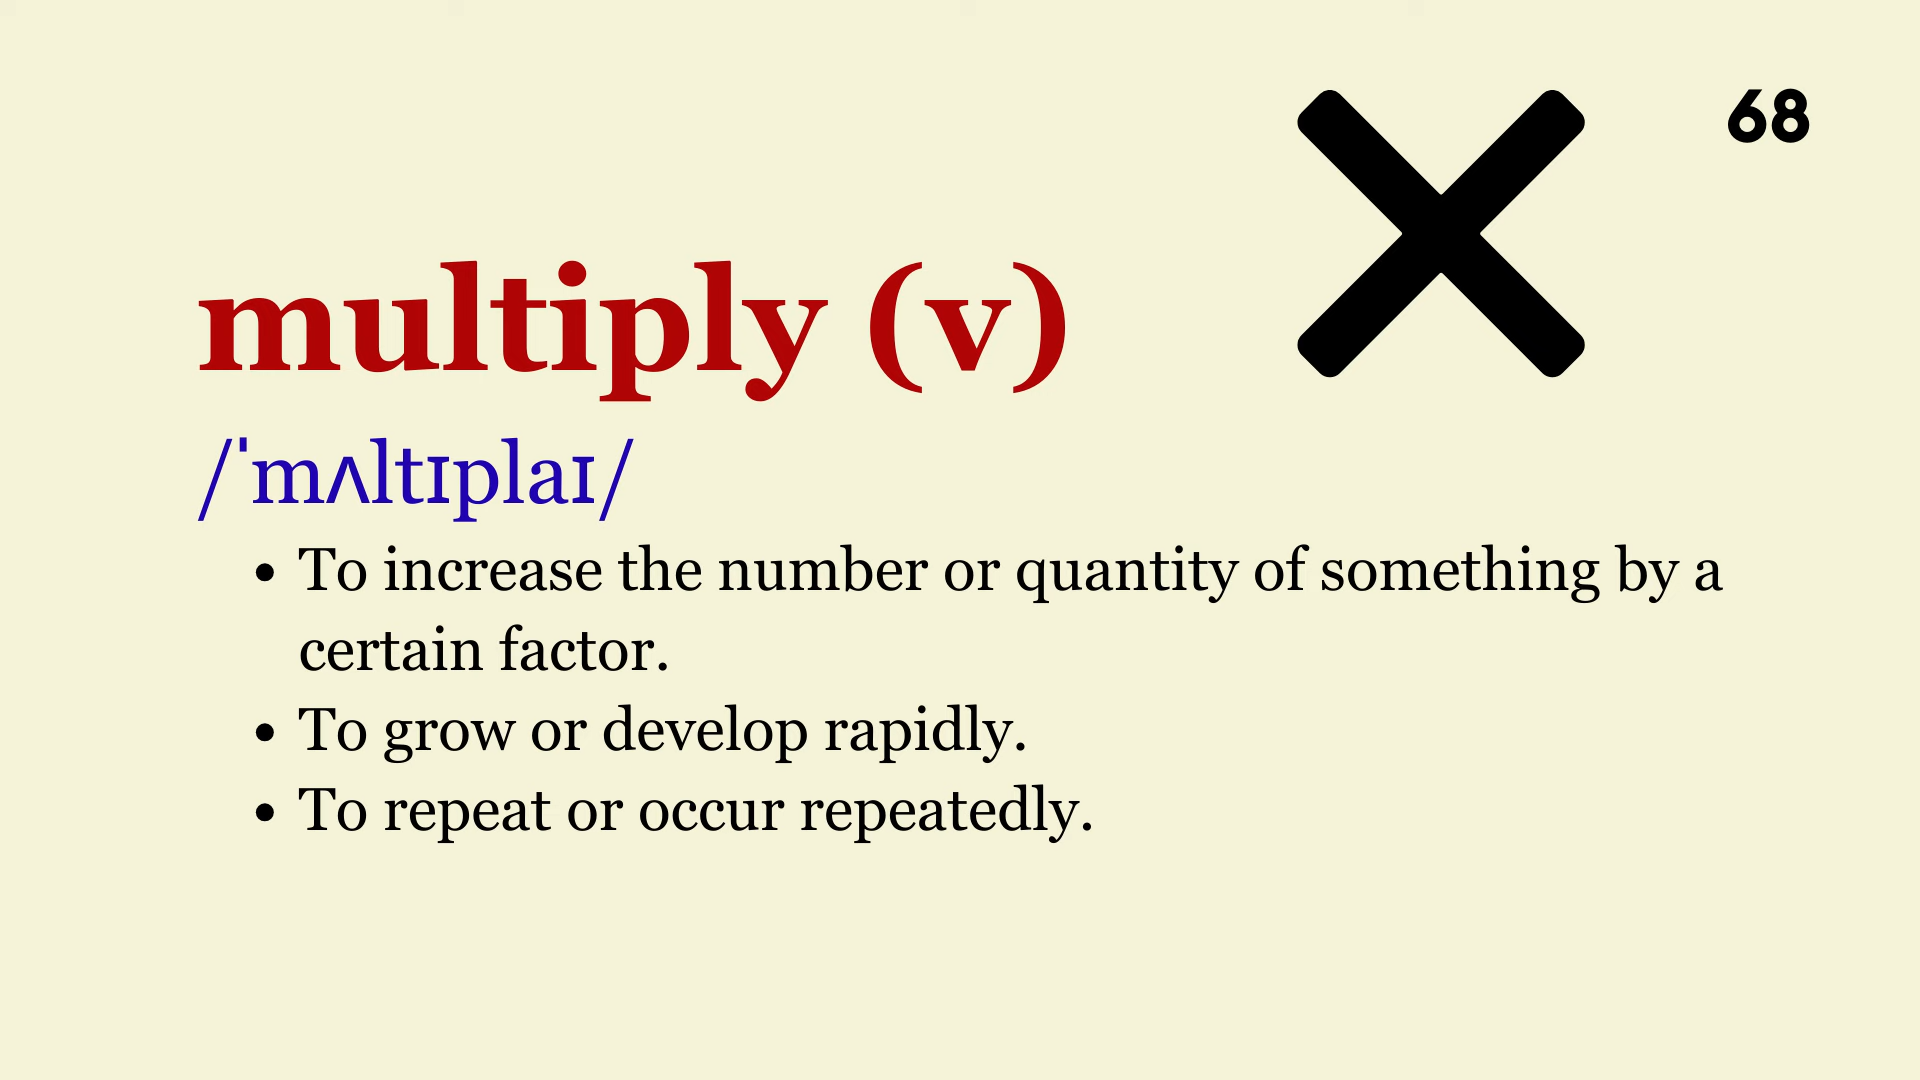 68
multiply (v)
/ˈmʌltɪplaɪ/
• To increase the number or quantity of something by a
certain factor.
• To grow or develop rapidly.
• To repeat or occur repeatedly.